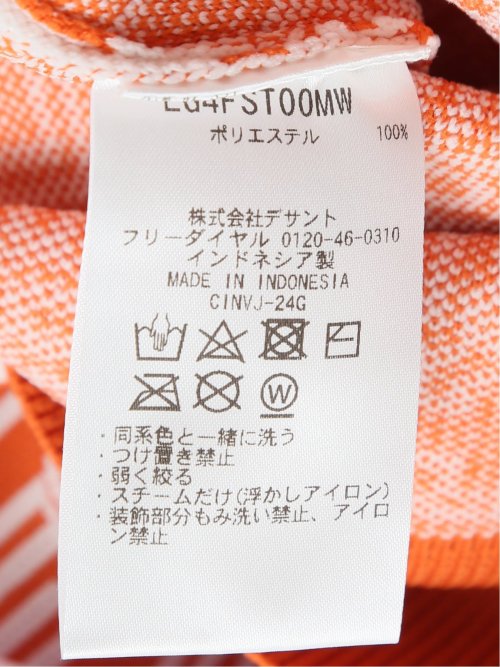 LG4FST00MW
ポリエステル 100%
株式会社デサント
フリーダイヤル 0120-46-0310
インドネシア製
MADE IN INDONESIA
CINVJ-24G
W
・同系色と一緒に洗う
・つけ置き禁止
・弱く絞る
・スチームだけ(浮かしアイロン)
・装飾部分もみ洗い禁止、アイロ
ン禁止